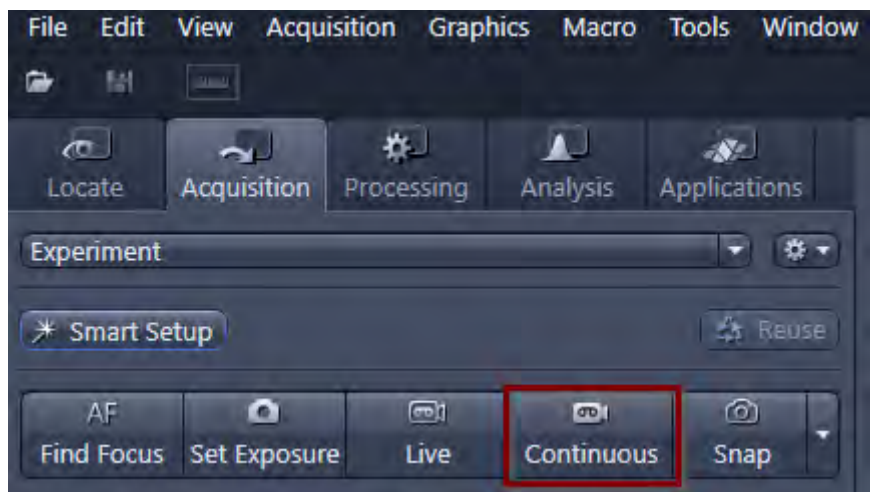 File Edit View Acquisition Graphics Macro Tools Window
Locate Acquisition Processing Analysis Applications
Experiment
Smart Setup Reuse
AF
Find Focus Set Exposure Live Continuous Snap